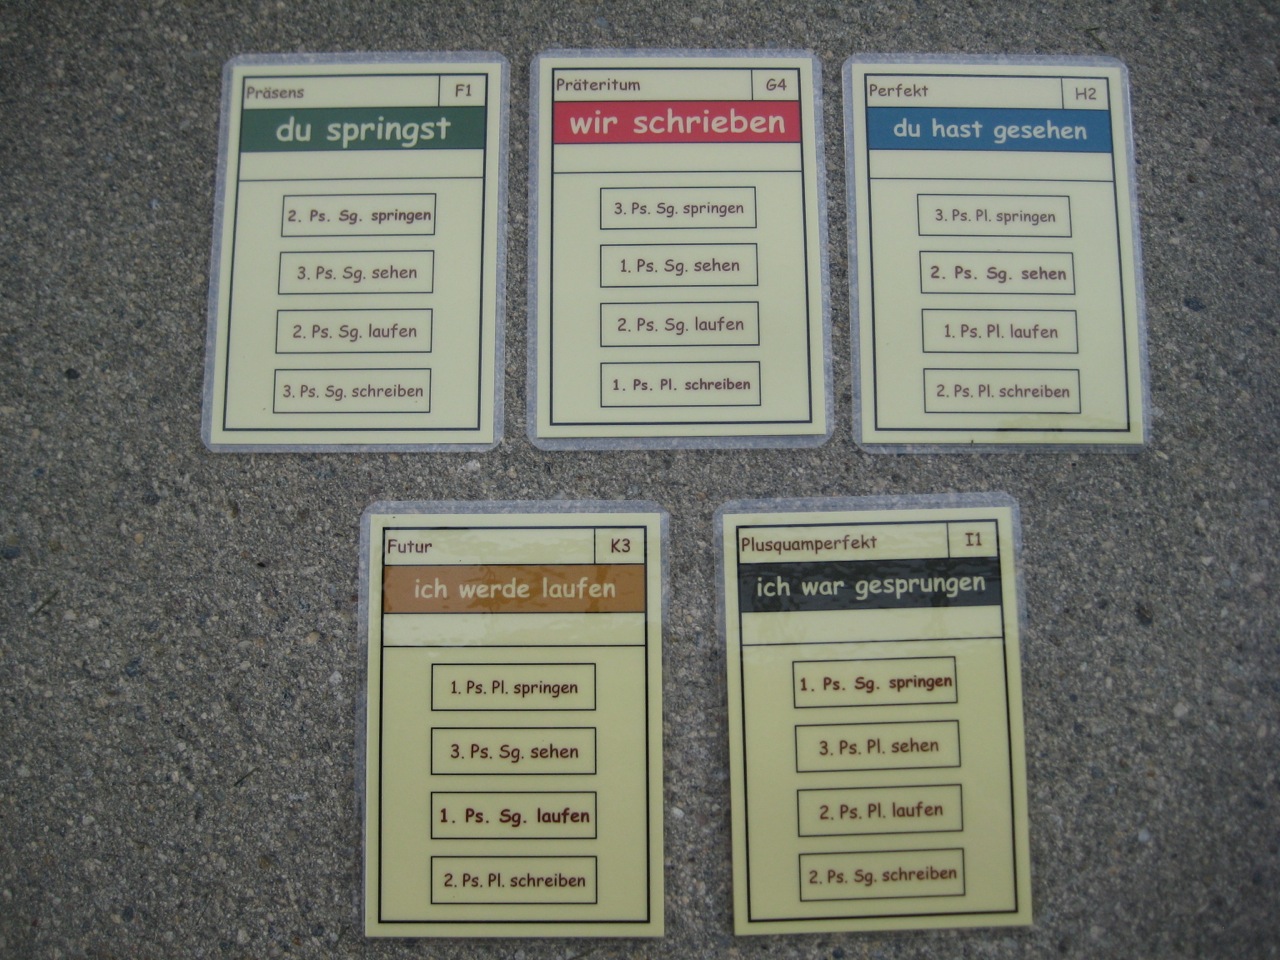 Präsens F1
du springst
2. Ps. Sg. springen
3. Ps. Sg. sehen
2. Ps. Sg. laufen
3. Ps. Sg. schreiben
Präteritum G4
wir schrieben
3. Ps. Sg. springen
1. Ps. Sg. sehen
2. Ps. Sg. laufen
1. Ps. Pl. schreiben
Perfekt H2
du hast gesehen
3. Ps. Pl. springen
2. Ps. Sg. sehen
1. Ps. Pl. laufen
2. Ps. Pl. schreiben
Futur K3
ich werde laufen
1. Ps. Pl. springen
3. Ps. Sg. sehen
1. Ps. Sg. laufen
2. Ps. Pl. schreiben
Plusquamperfekt I1
ich war gesprungen
1. Ps. Sg. springen
3. Ps. Pl. sehen
2. Ps. Pl. laufen
2. Ps. Sg. schreiben